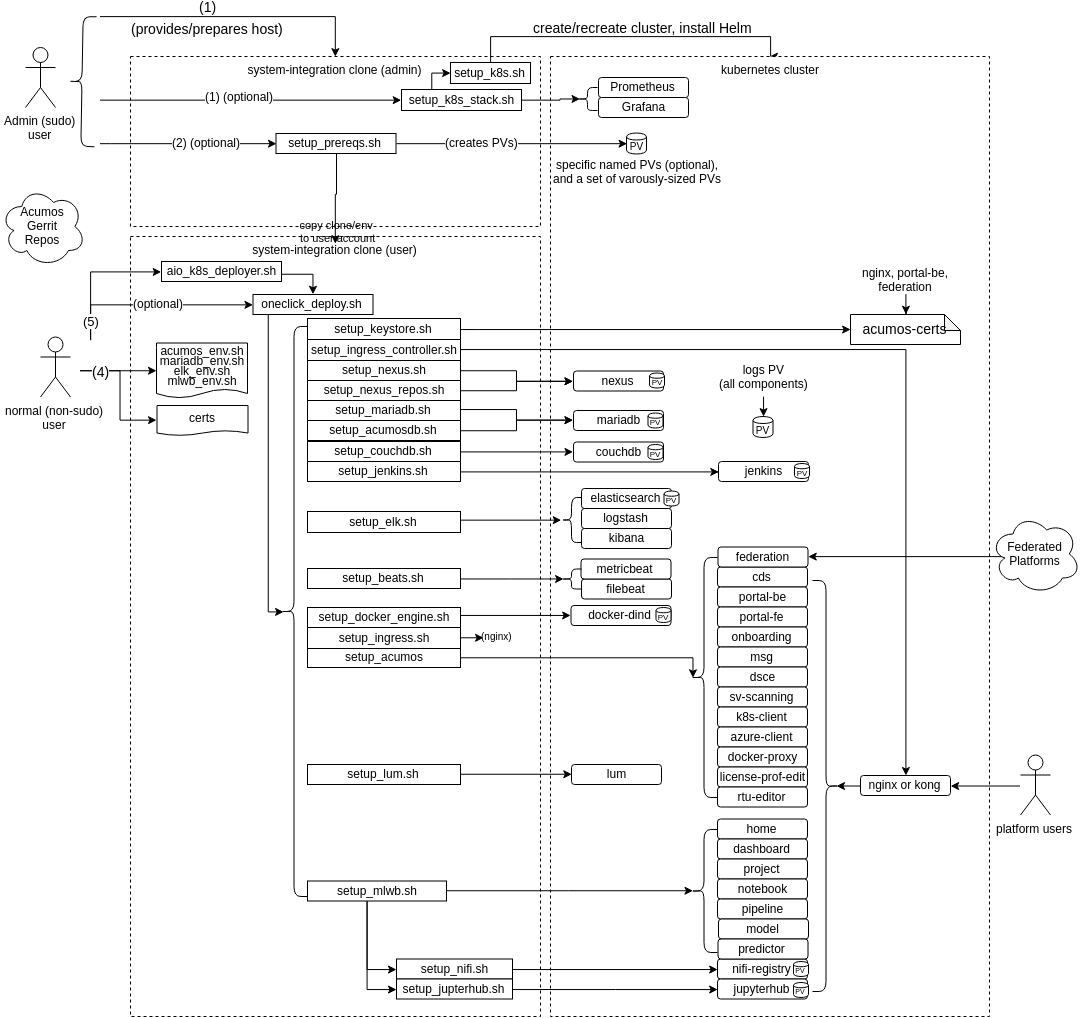 (1)
(provides/prepares host)
create/recreate cluster, install Helm
system-integration clone (admin)
setup_k8s.sh
kubernetes cluster
(1) (optional)
setup_k8s_stack.sh
Prometheus
Grafana
Admin (sudo)
user
(2) (optional)
setup_prereqs.sh
(creates PVs)
PV
specific named PVs (optional),
and a set of varously-sized PVs
Acumos
Gerrit
Repos
copy clone/env
to user account
system-integration clone (user)
aio_k8s_deployer.sh
(optional)
oneclick_deploy.sh
(5)
nginx, portal-be,
federation
acumos-certs
setup_keystore.sh
setup_ingress_controller.sh
setup_nexus.sh
setup_nexus_repos.sh
setup_mariadb.sh
setup_acumosdb.sh
setup_couchdb.sh
setup_jenkins.sh
(4)
normal (non-sudo)
user
acumos_env.sh
mariadb_env.sh
elk_env.sh
mlwb_env.sh
certs
nexus
PV
mariadb
PV
couchdb
PV
logs PV
(all components)
PV
jenkins
PV
setup_elk.sh
elasticsearch
PV
logstash
kibana
setup_beats.sh
metricbeat
filebeat
setup_docker_engine.sh
docker-dind
PV
setup_ingress.sh
(nginx)
setup_acumos
federation
cds
portal-be
portal-fe
onboarding
msg
dsce
sv-scanning
k8s-client
azure-client
docker-proxy
license-prof-edit
rtu-editor
Federated
Platforms
setup_lum.sh
lum
nginx or kong
platform users
setup_mlwb.sh
home
dashboard
project
notebook
pipeline
model
predictor
setup_nifi.sh
nifi-registry
PV
setup_jupterhub.sh
jupyterhub
PV